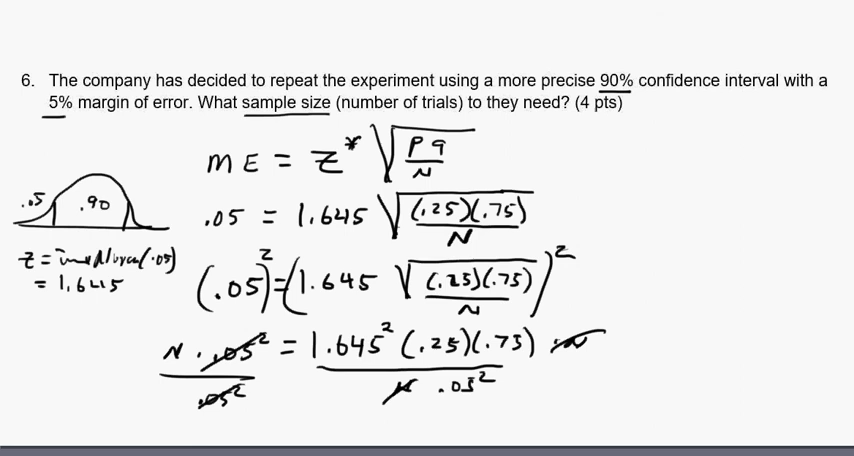 6. The company has decided to repeat the experiment using a more precise 90% confidence interval with a
5% margin of error. What sample size (number of trials) to they need? (4 pts)
ME = Z* √(pq/N)
.05 .90
.05 = 1.645 √((.25)(.75)/N)
Z = invNorm(.05)
= 1.645
(.05)² = (1.645 √((.25)(.75)/N))²
N · .05² = 1.645² (.25)(.75) N
.05² N .05²